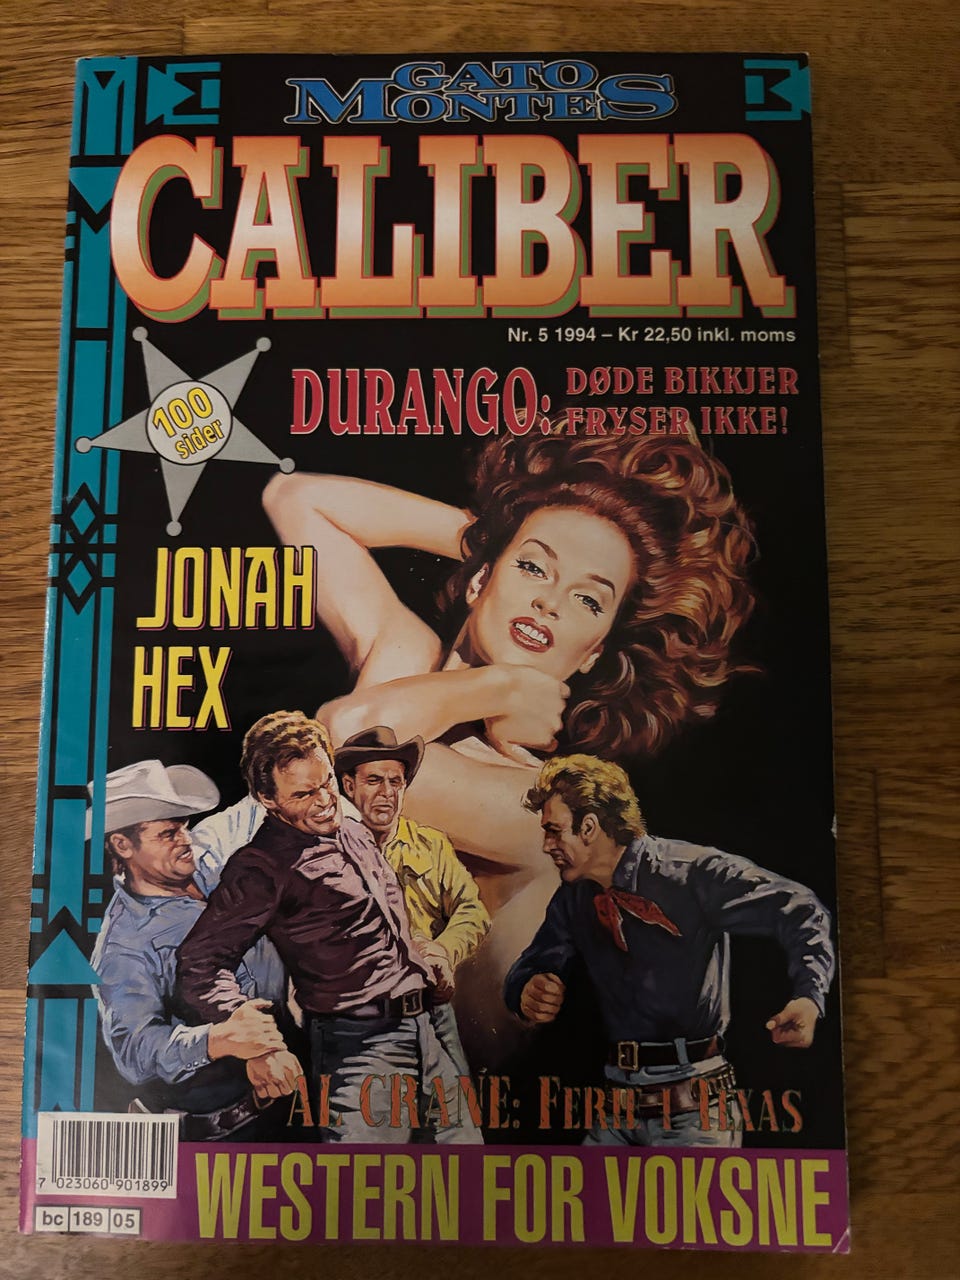 GATO
MONTES
CALIBER
Nr. 5 1994 – Kr 22,50 inkl. moms
DURANGO: DØDE BIKKJER
FRYSER IKKE!
100
sider
JONAH
HEX
AL CRANE: FERIE I TEXAS
7 023060 901899
bc 189 05
WESTERN FOR VOKSNE